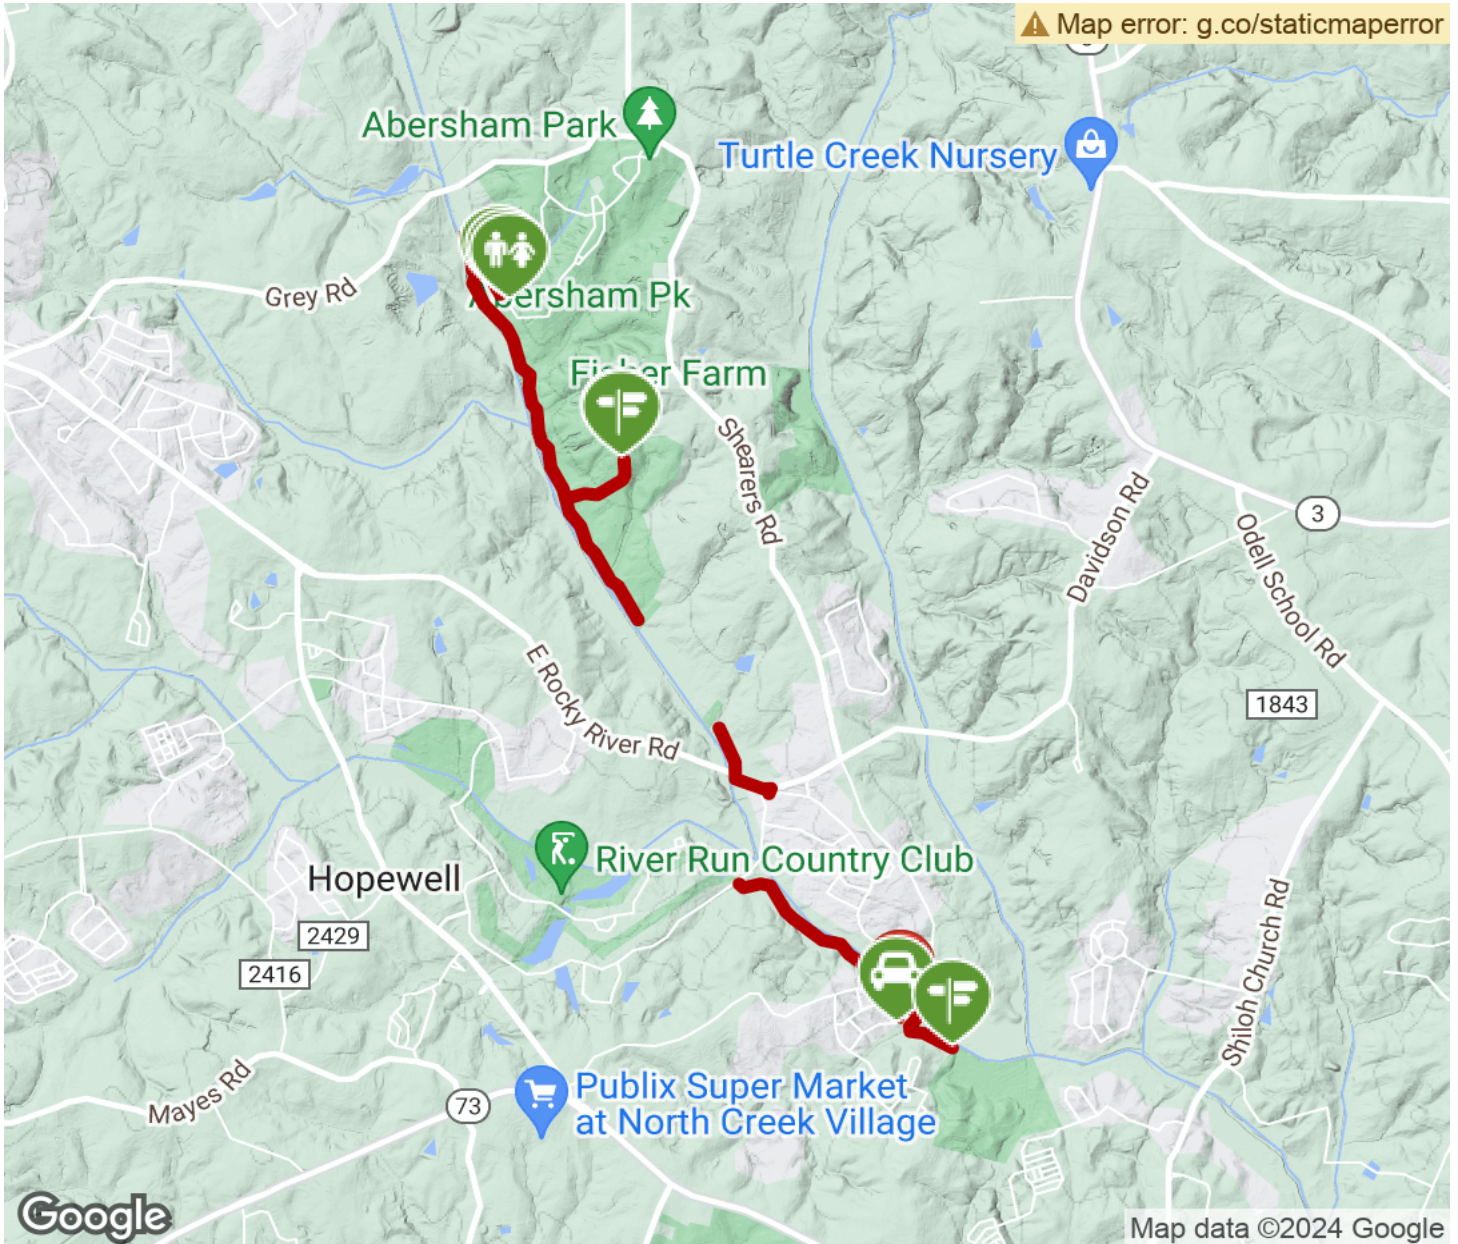 Map error: g.co/staticmaperror
Abersham Park
Turtle Creek Nursery
Grey Rd
Abersham Pk
Fisher Farm
Shearers Rd
Davidson Rd
3
Odell School Rd
E Rocky River Rd
1843
River Run Country Club
Hopewell
2429
2416
Shiloh Church Rd
Mayes Rd
73
Publix Super Market
at North Creek Village
Google
Map data ©2024 Google